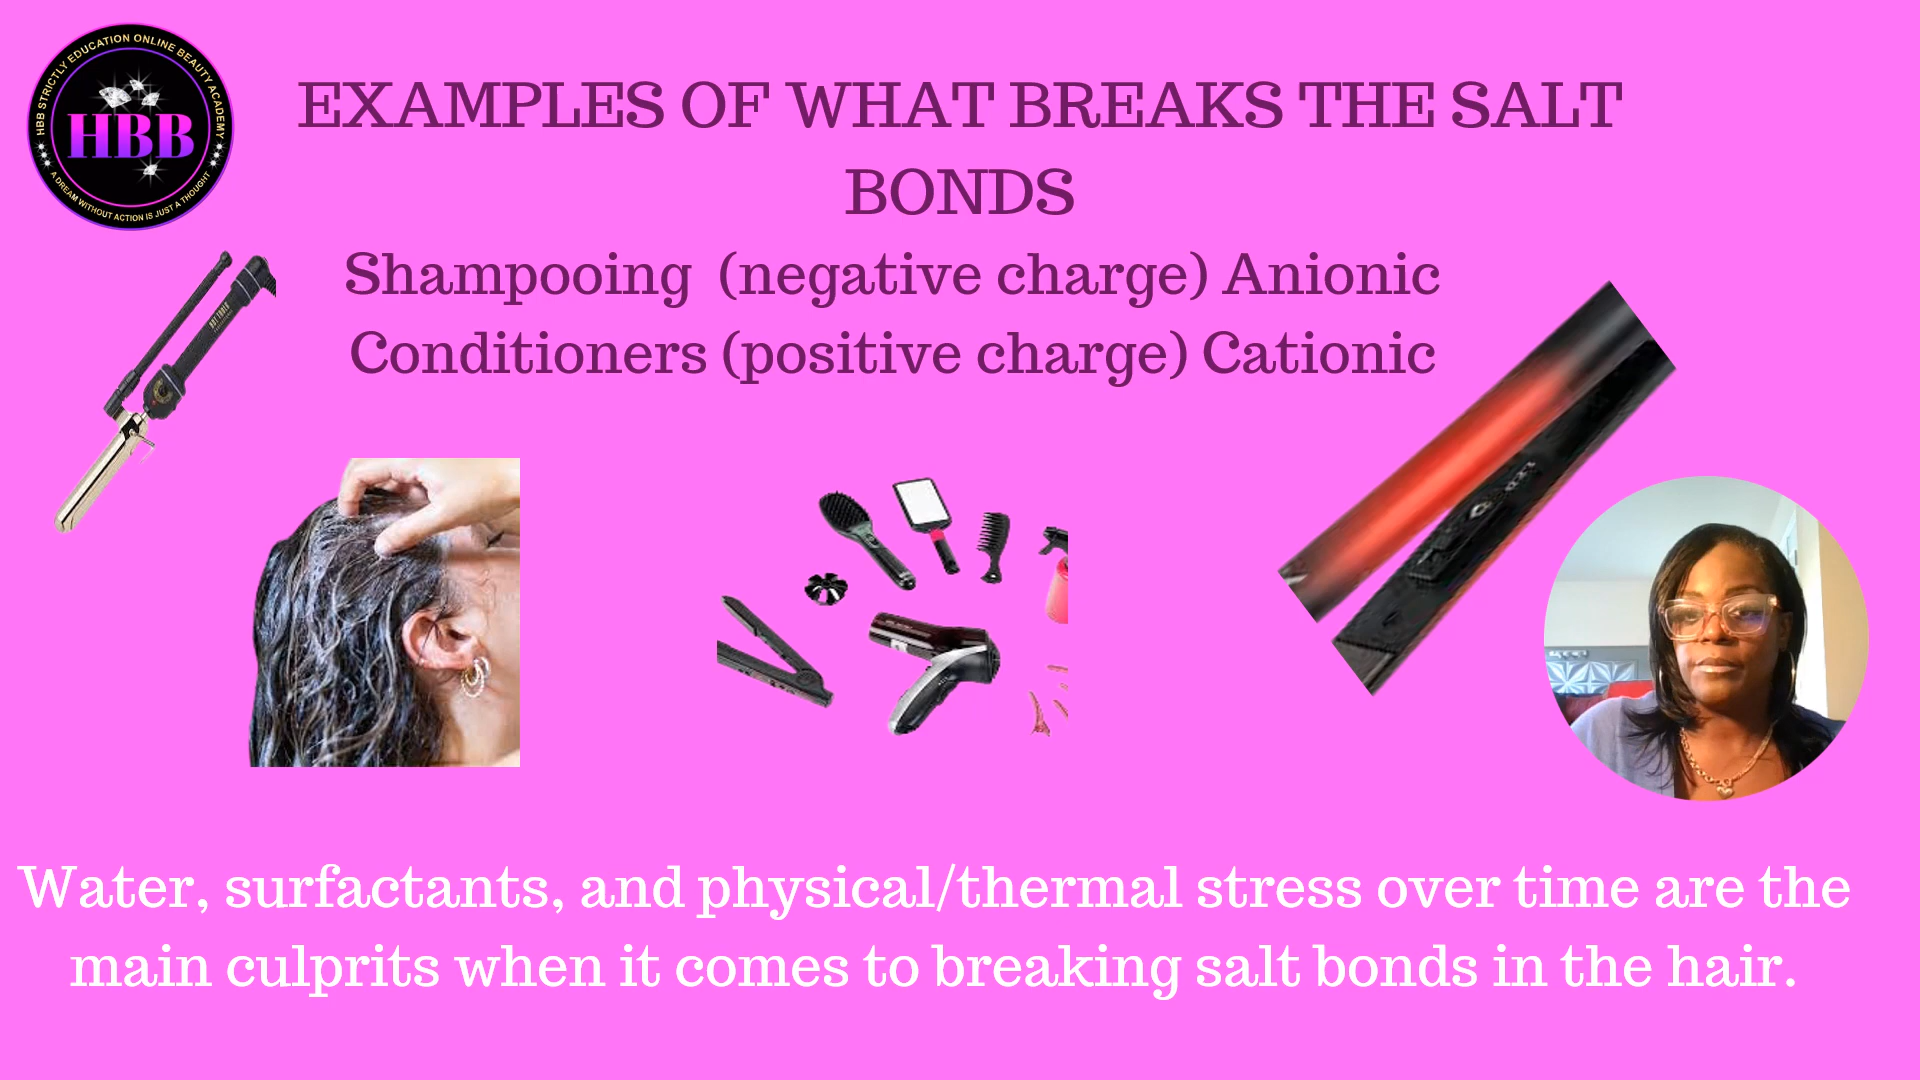 HBB STRICTLY EDUCATION ONLINE BEAUTY ACADEMY
HBB
A DREAM WITHOUT ACTION IS JUST A THOUGHT
EXAMPLES OF WHAT BREAKS THE SALT
BONDS
Shampooing (negative charge) Anionic
Conditioners (positive charge) Cationic
HOT TOOLS
Water, surfactants, and physical/thermal stress over time are the
main culprits when it comes to breaking salt bonds in the hair.